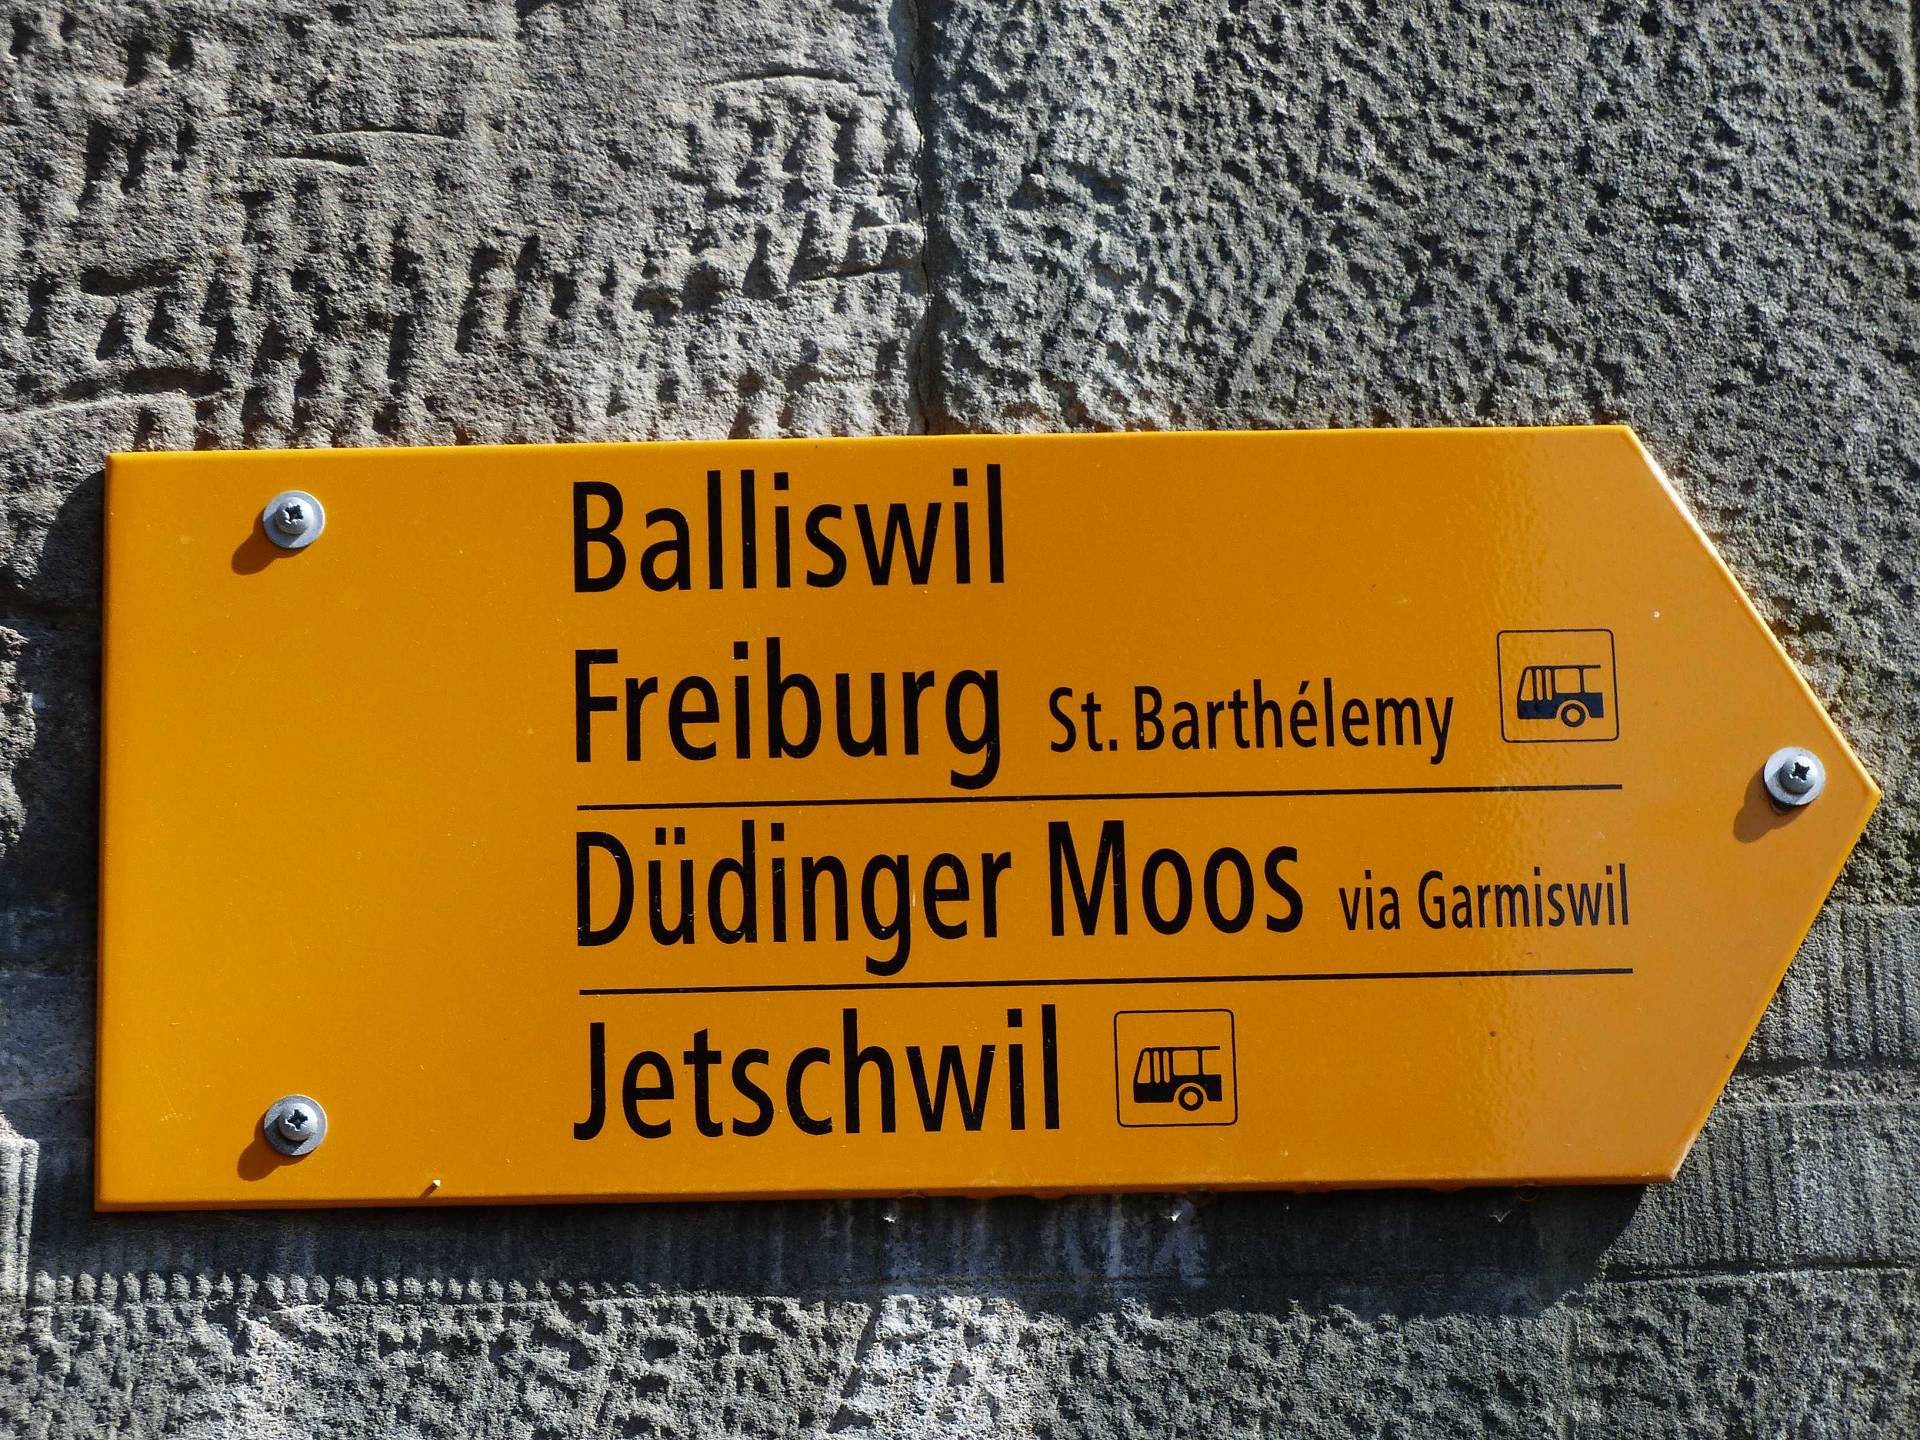 Balliswil
Freiburg St. Barthélemy
Düdinger Moos via Garmiswil
Jetschwil